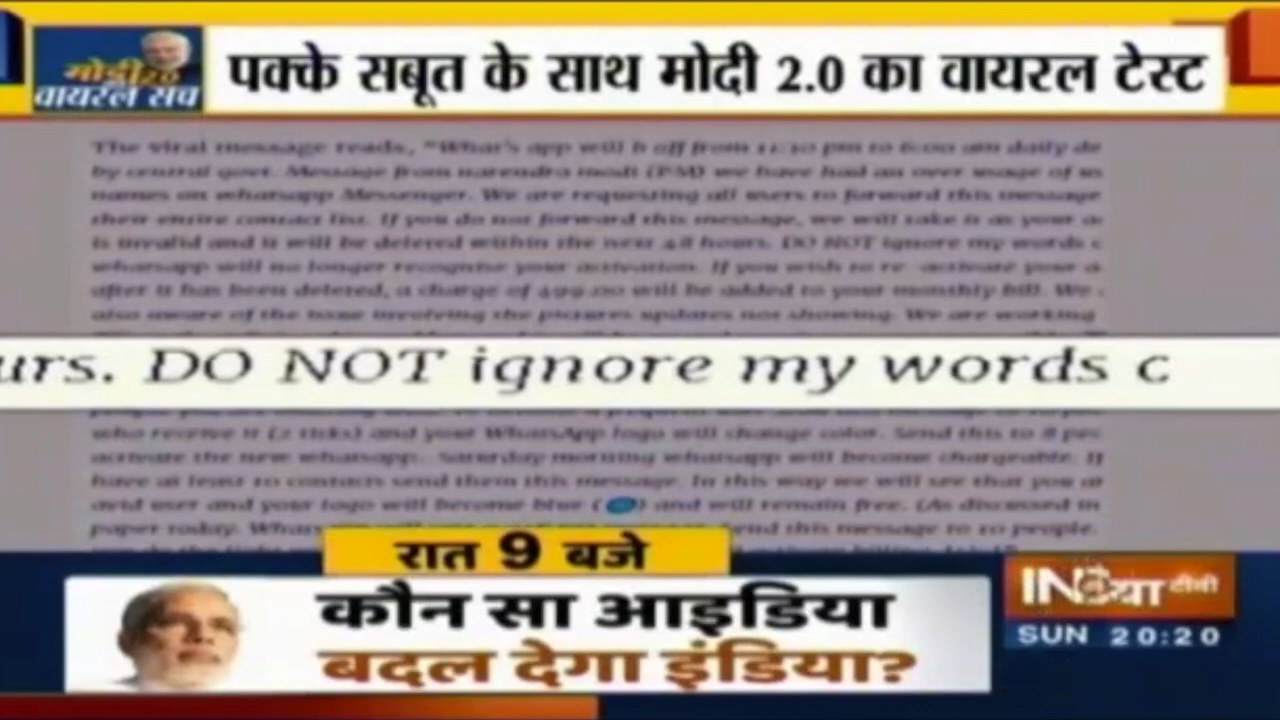 मोदी 2.0
वायरल सच
पक्के सबूत के साथ मोदी 2.0 का वायरल टेस्ट
The viral message reads, "What's app will b off from 11:30 pm to 6:00 am daily de
by central govt. Message from narendra modi (PM) we have had an over usage of us
names on whatsapp Messenger. We are requesting all users to forward this message
their entire contact list. If you do not forward this message, we will take it as your a
is invalid and it will be deleted within the next 48 hours. DO NOT ignore my words
whatsapp will no longer recognise your activation. If you wish to re-activate your a
after it has been deleted, a charge of 499.00 will be added to your monthly bill. We
also aware of the issue involving the pictures updates not showing. We are working
urs. DO NOT ignore my words c
who receive it (2 ticks) and your WhatsApp logo will change color. Send this to 8 peo
activate the new whatsapp. Saturday morning whatsapp will become chargeable. If
have at least 10 contacts send them this message. In this way we will see that you a
avid user and your logo will become blue ( ) and will remain free. (As discussed in
paper today. Whats send this message to 10 people.
रात 9 बजे
कौन सा आइडिया
बदल देगा इंडिया?
INDिया टीवी
SUN 20:20